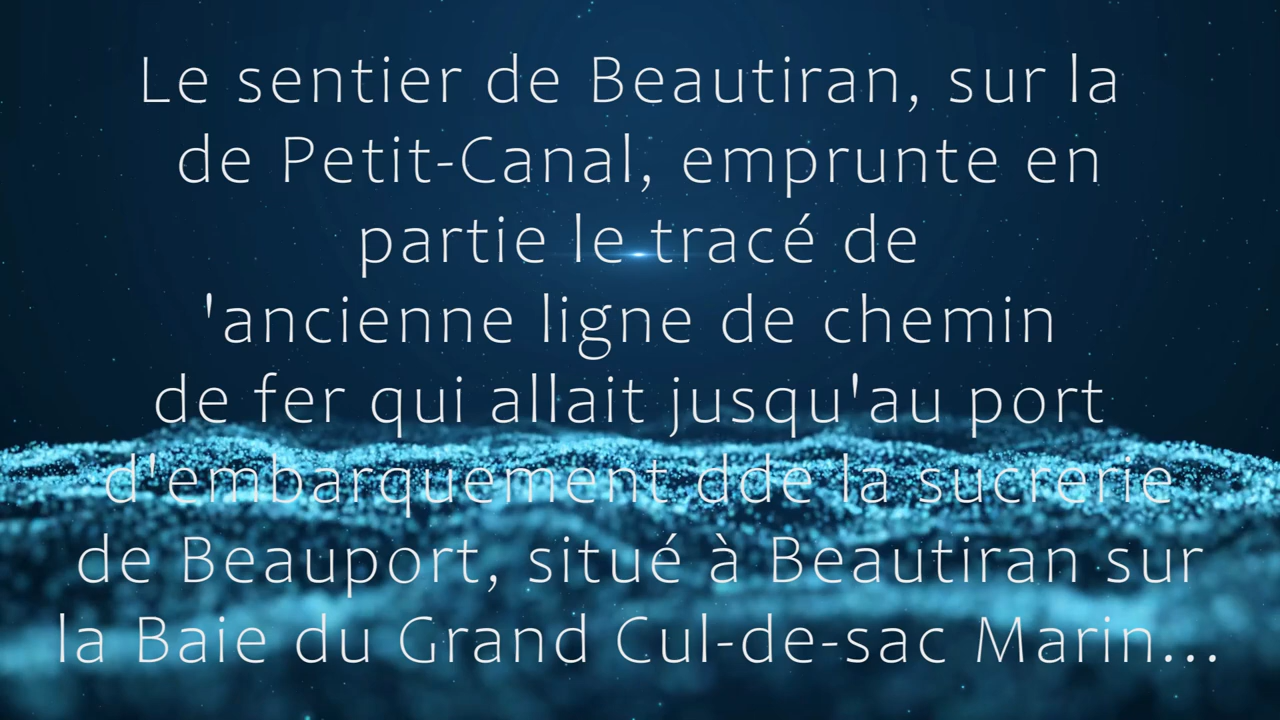 Le sentier de Beautiran, sur la
de Petit-Canal, emprunte en
partie le tracé de
'ancienne ligne de chemin
de fer qui allait jusqu'au port
d'embarquement dde la sucrerie
de Beauport, situé à Beautiran sur
la Baie du Grand Cul-de-sac Marin...